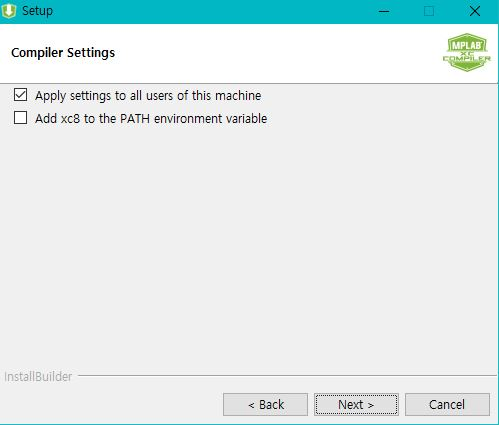 Setup
Compiler Settings
MPLAB®
XC
COMPILER
Apply settings to all users of this machine
Add xc8 to the PATH environment variable
InstallBuilder
< Back
Next >
Cancel